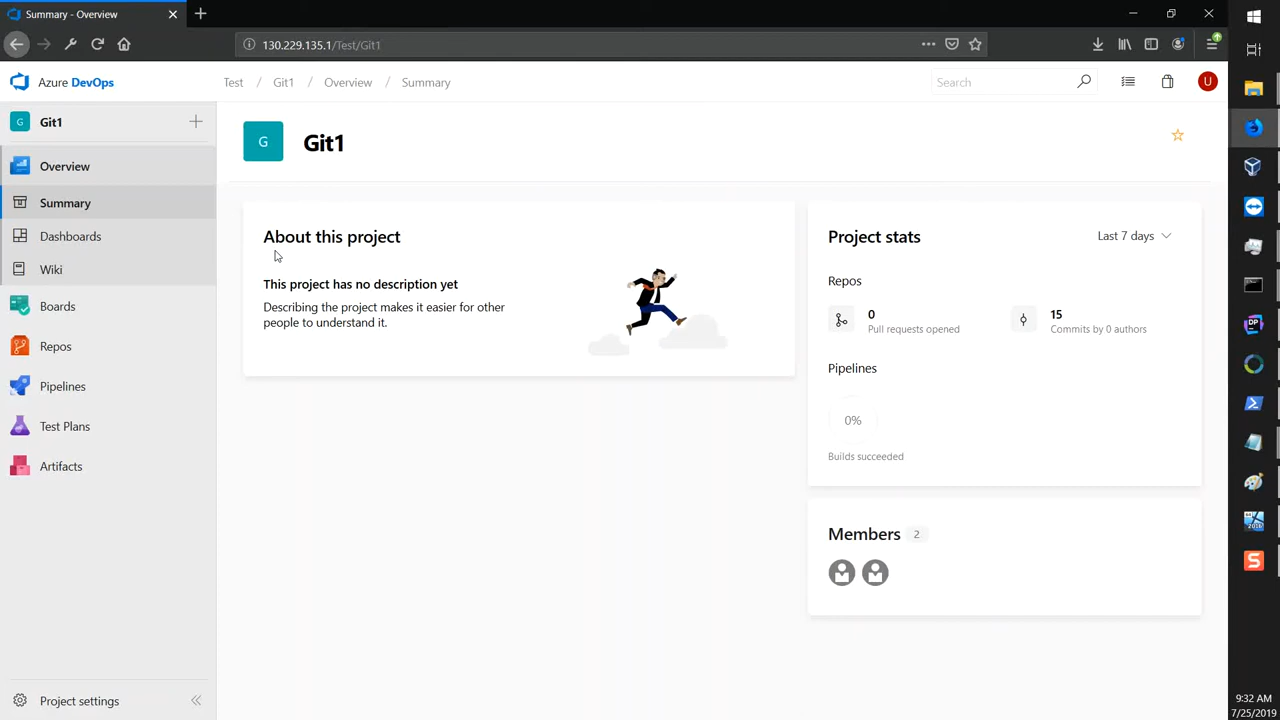 Summary - Overview
130.229.135.1/Test/Git1
Azure DevOps
Test / Git1 / Overview / Summary
Search
U
G Git1
Overview
Summary
Dashboards
Wiki
Boards
Repos
Pipelines
Test Plans
Artifacts
Project settings
G Git1
About this project
This project has no description yet
Describing the project makes it easier for other
people to understand it.
Project stats
Last 7 days
Repos
0
Pull requests opened
15
Commits by 0 authors
Pipelines
0%
Builds succeeded
Members 2
DP
2016
S
9:32 AM
7/25/2019